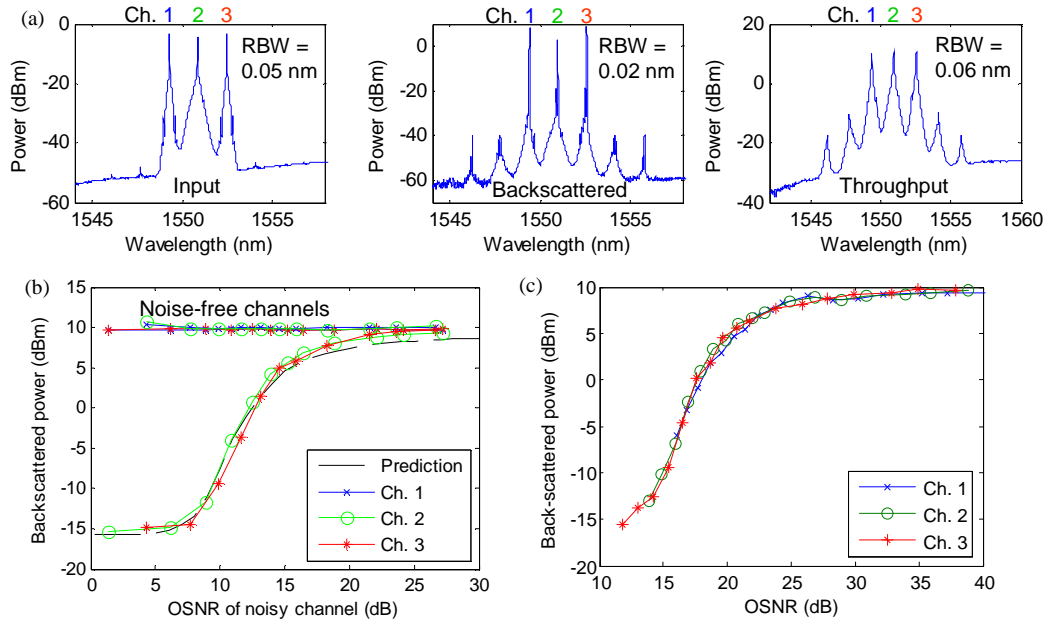 (a)
Ch. 1 2 3
Power (dBm)
0
-20
-40
-60
RBW =
0.05 nm
Input
1545 1550 1555
Wavelength (nm)
Ch. 1 2 3
Power (dBm)
0
-20
-40
-60
RBW =
0.02 nm
Backscattered
1545 1550 1555
Wavelength (nm)
Ch. 1 2 3
Power (dBm)
20
0
-20
-40
RBW =
0.06 nm
Throughput
1545 1550 1555 1560
Wavelength (nm)
(b)
Backscattered power (dBm)
15
10
5
0
-5
-10
-15
-20
Noise-free channels
Prediction
Ch. 1
Ch. 2
Ch. 3
0 5 10 15 20 25 30
OSNR of noisy channel (dB)
(c)
Back-scattered power (dBm)
10
5
0
-5
-10
-15
-20
Ch. 1
Ch. 2
Ch. 3
10 15 20 25 30 35 40
OSNR (dB)